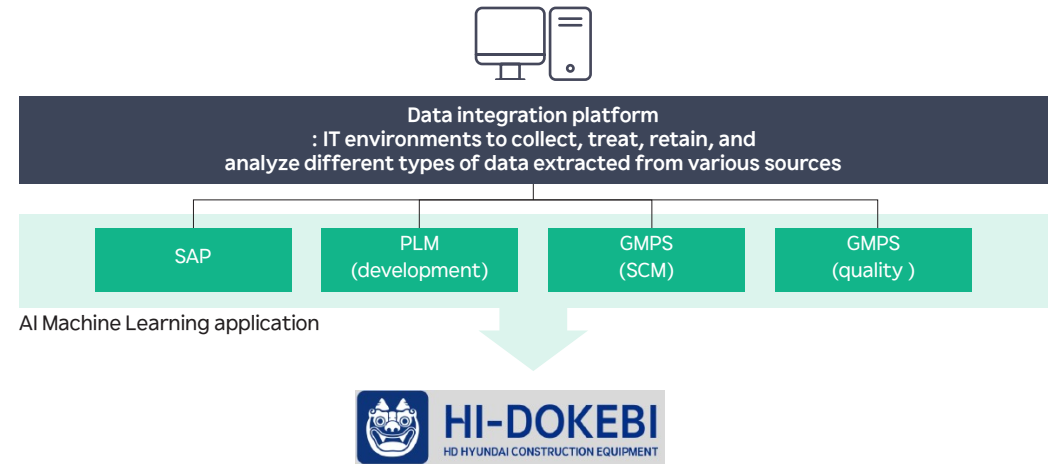 Data integration platform
: IT environments to collect, treat, retain, and
analyze different types of data extracted from various sources
SAP
PLM
(development)
GMPS
(SCM)
GMPS
(quality )
AI Machine Learning application
HI-DOKEBI
HD HYUNDAI CONSTRUCTION EQUIPMENT